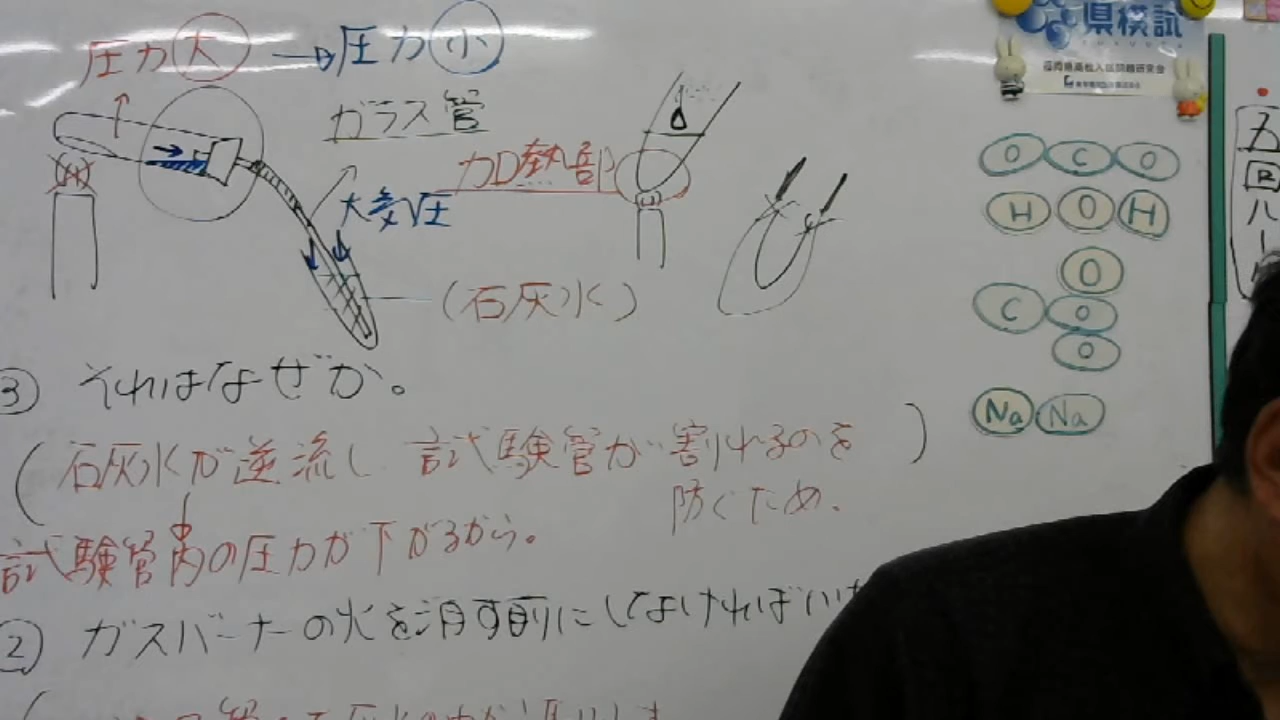 県模試
圧力大→圧力小
ガラス管
加熱部
大気圧
(石灰水)
O C O
H O H
O
C O
O
Na Na
③ それはなぜか。
(石灰水が逆流し 試験管が割れるのを
防ぐため。)
試験管内の圧力が下がるから。
② ガスバーナーの火を消す前にしなければい
五回